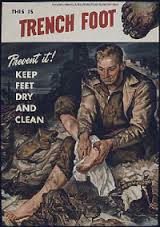 THIS IS
TRENCH FOOT
Prevent it!
KEEP
FEET
DRY
AND
CLEAN